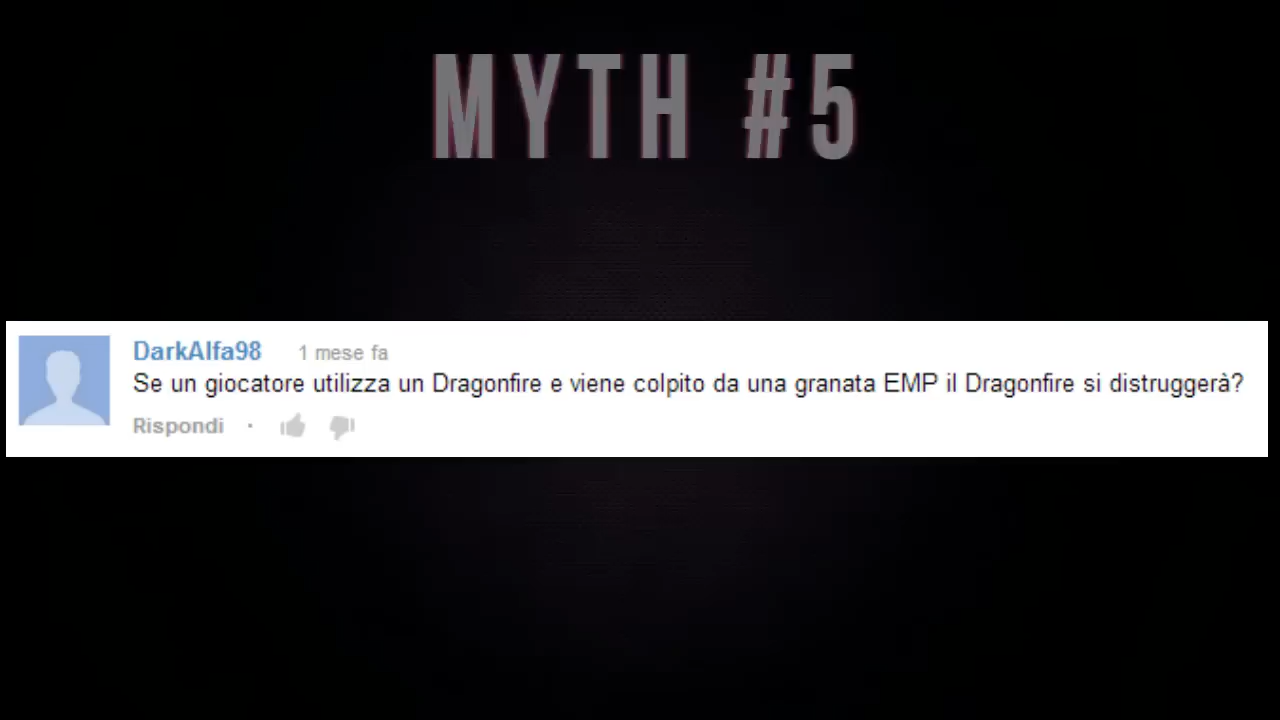 MYTH #5
DarkAlfa98 1 mese fa
Se un giocatore utilizza un Dragonfire e viene colpito da una granata EMP il Dragonfire si distruggerà?
Rispondi ·